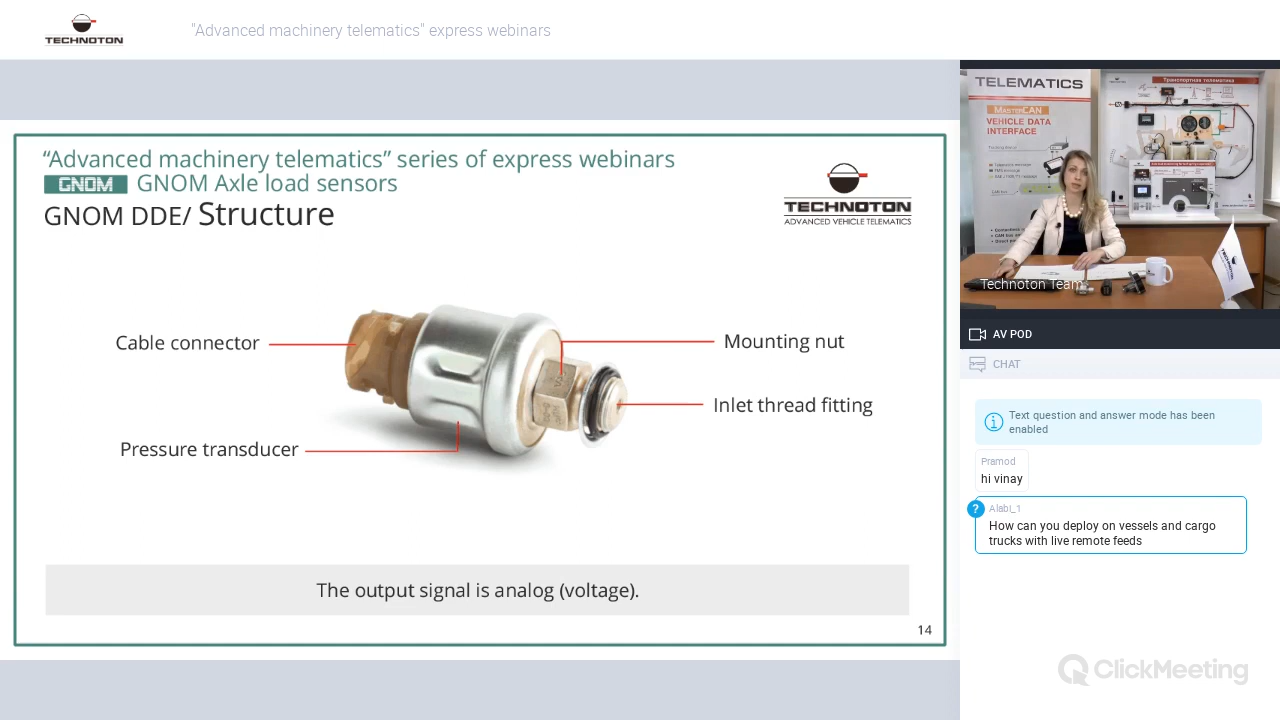 TECHNOTON
"Advanced machinery telematics" express webinars
“Advanced machinery telematics” series of express webinars
GNOM GNOM Axle load sensors
GNOM DDE/ Structure
TECHNOTON
ADVANCED VEHICLE TELEMATICS
Cable connector
Mounting nut
Inlet thread fitting
Pressure transducer
The output signal is analog (voltage).
14
TELEMATICS
MasterCAN
VEHICLE DATA
INTERFACE
Транспортная телематика
Technoton Team
AV POD
CHAT
Text question and answer mode has been
enabled
Pramod
hi vinay
?
Alabi_1
How can you deploy on vessels and cargo
trucks with live remote feeds
ClickMeeting